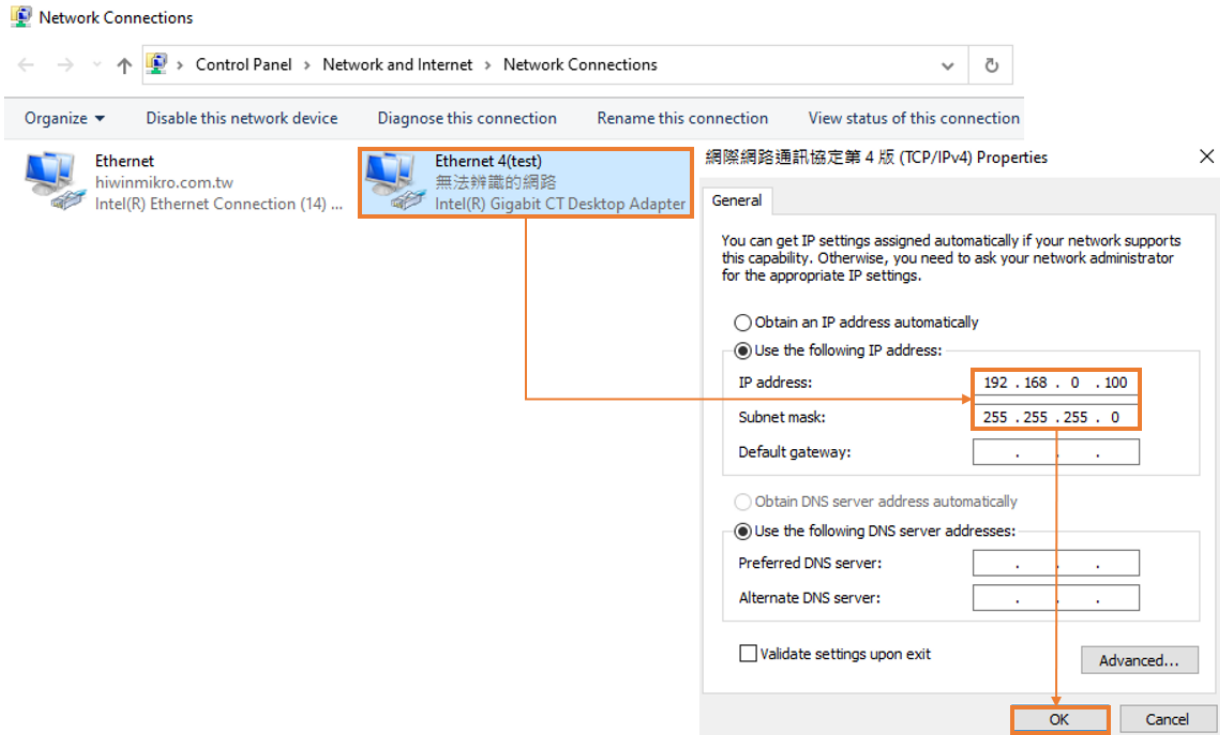 Network Connections
Control Panel › Network and Internet › Network Connections
Organize Disable this network device Diagnose this connection Rename this connection View status of this connection
Ethernet
hiwinmikro.com.tw
Intel(R) Ethernet Connection (14) ...
Ethernet 4(test)
無法辨識的網路
Intel(R) Gigabit CT Desktop Adapter
網際網路通訊協定第 4 版 (TCP/IPv4) Properties
General
You can get IP settings assigned automatically if your network supports
this capability. Otherwise, you need to ask your network administrator
for the appropriate IP settings.
Obtain an IP address automatically
Use the following IP address:
IP address: 192 . 168 . 0 . 100
Subnet mask: 255 . 255 . 255 . 0
Default gateway: . . .
Obtain DNS server address automatically
Use the following DNS server addresses:
Preferred DNS server: . . .
Alternate DNS server: . . .
Validate settings upon exit
Advanced...
OK Cancel